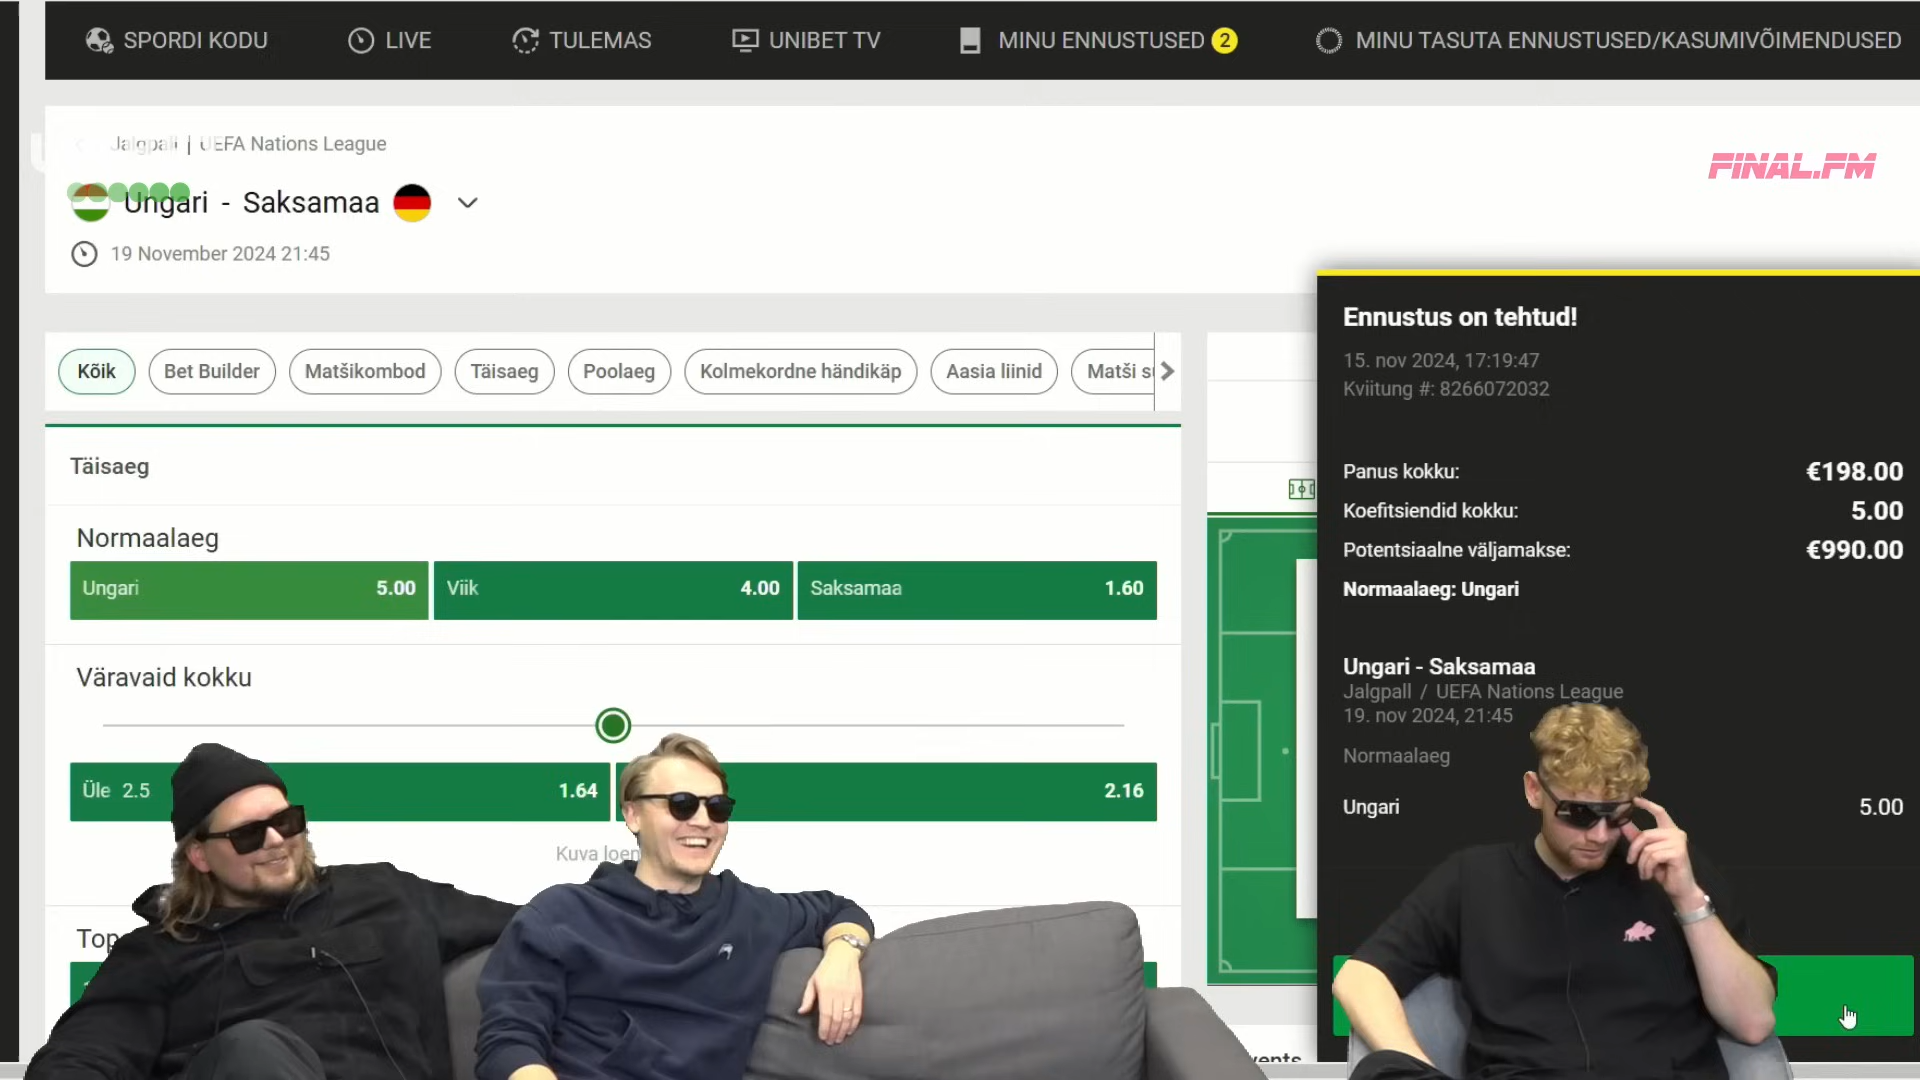 SPORDI KODU
LIVE
TULEMAS
UNIBET TV
MINU ENNUSTUSED 2
MINU TASUTA ENNUSTUSED/KASUMIVÕIMENDUSED
Jalgpall | UEFA Nations League
FINAL.FM
Ungari - Saksamaa
19 November 2024 21:45
Kõik
Bet Builder
Matšikombod
Täisaeg
Poolaeg
Kolmekordne händikäp
Aasia liinid
Matši
Täisaeg
Normaalaeg
Ungari 5.00
Viik 4.00
Saksamaa 1.60
Väravaid kokku
Üle 2.5 1.64
2.16
Kuva
Top
Ennustus on tehtud!
15. nov 2024, 17:19:47
Kviitung #: 8266072032
Panus kokku: €198.00
Koefitsiendid kokku: 5.00
Potentsiaalne väljamakse: €990.00
Normaalaeg: Ungari
Ungari - Saksamaa
Jalgpall / UEFA Nations League
19. nov 2024, 21:45
Normaalaeg
Ungari 5.00